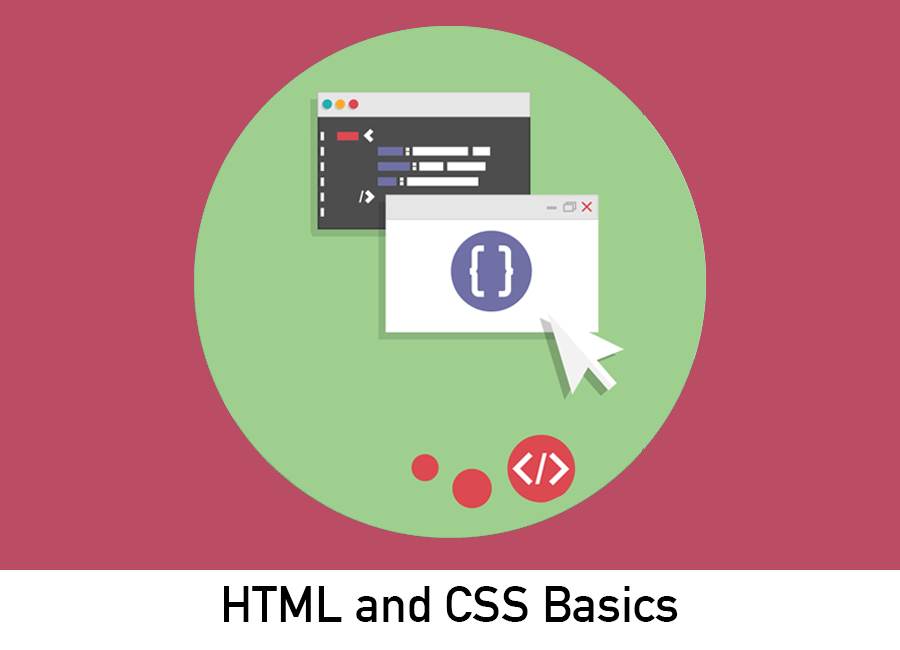 <
/>
{ }
</>
HTML and CSS Basics